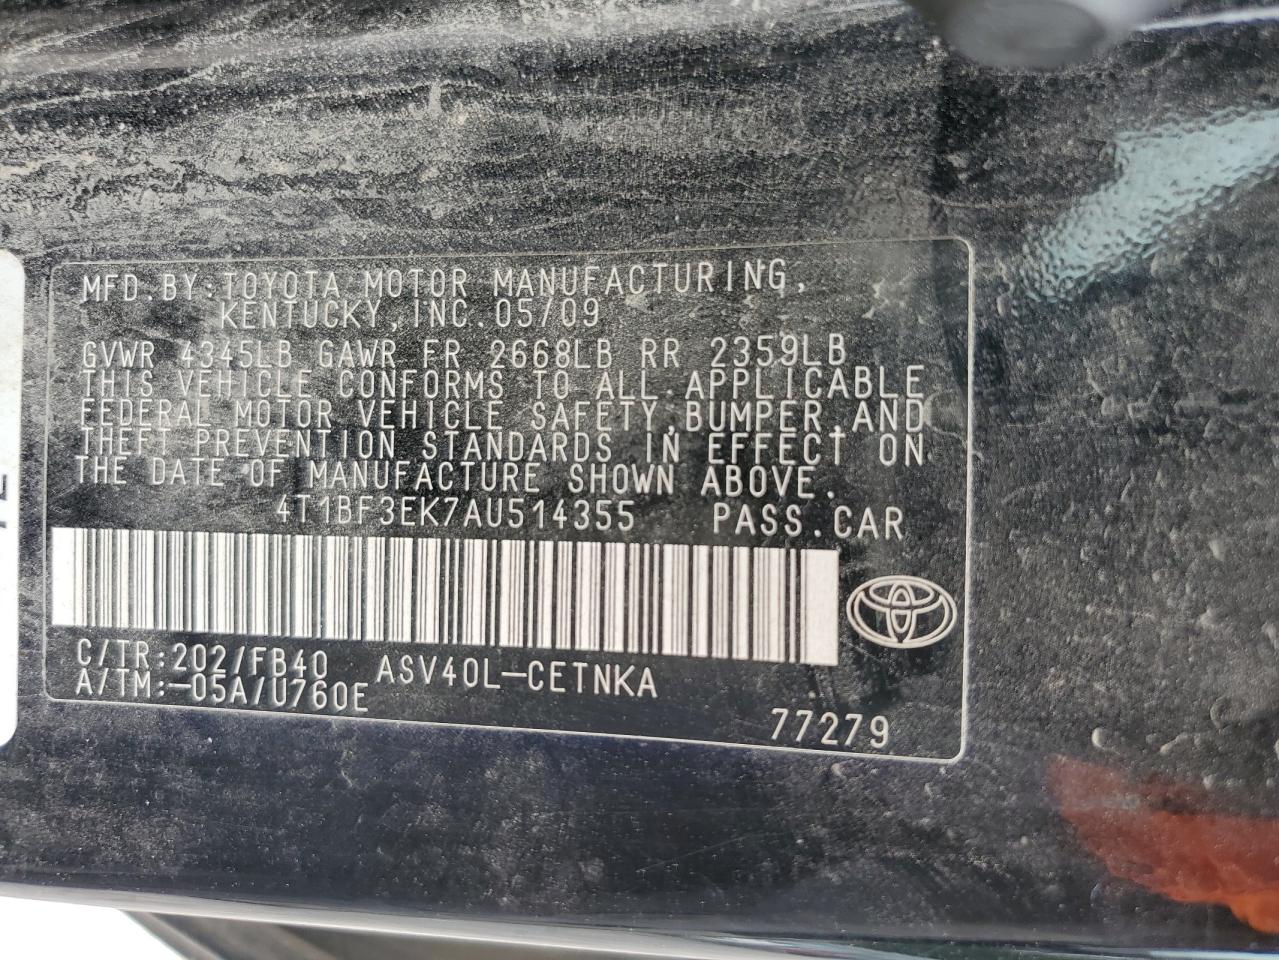 MFD.BY:TOYOTA MOTOR MANUFACTURING,
KENTUCKY,INC.05/09
GVWR 4345LB GAWR FR 2668LB RR 2359LB
THIS VEHICLE CONFORMS TO ALL APPLICABLE
FEDERAL MOTOR VEHICLE SAFETY,BUMPER,AND
THEFT PREVENTION STANDARDS IN EFFECT ON
THE DATE OF MANUFACTURE SHOWN ABOVE.
4T1BF3EK7AU514355 PASS.CAR
C/TR:202/FB40 ASV40L-CETNKA
A/TM:-05A/U760E
77279